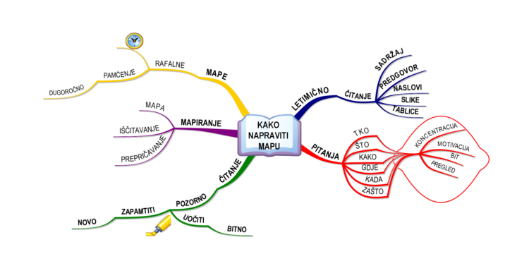 KAKO
NAPRAVITI
MAPU
LETIMIČNO
ČITANJE
SADRŽAJ
PREDGOVOR
NASLOVI
SLIKE
TABLICE
PITANJA
TKO
ŠTO
KAKO
GDJE
KADA
ZAŠTO
KONCENTRACIJA
MOTIVACIJA
BIT
PREGLED
ČITANJE
POZORNO
UOČITI
BITNO
ZAPAMTITI
NOVO
MAPIRANJE
MAPA
IŠČITAVANJE
PREPRIČAVANJE
MAPE
RAFALNE
PAMĆENJE
DUGOROČNO